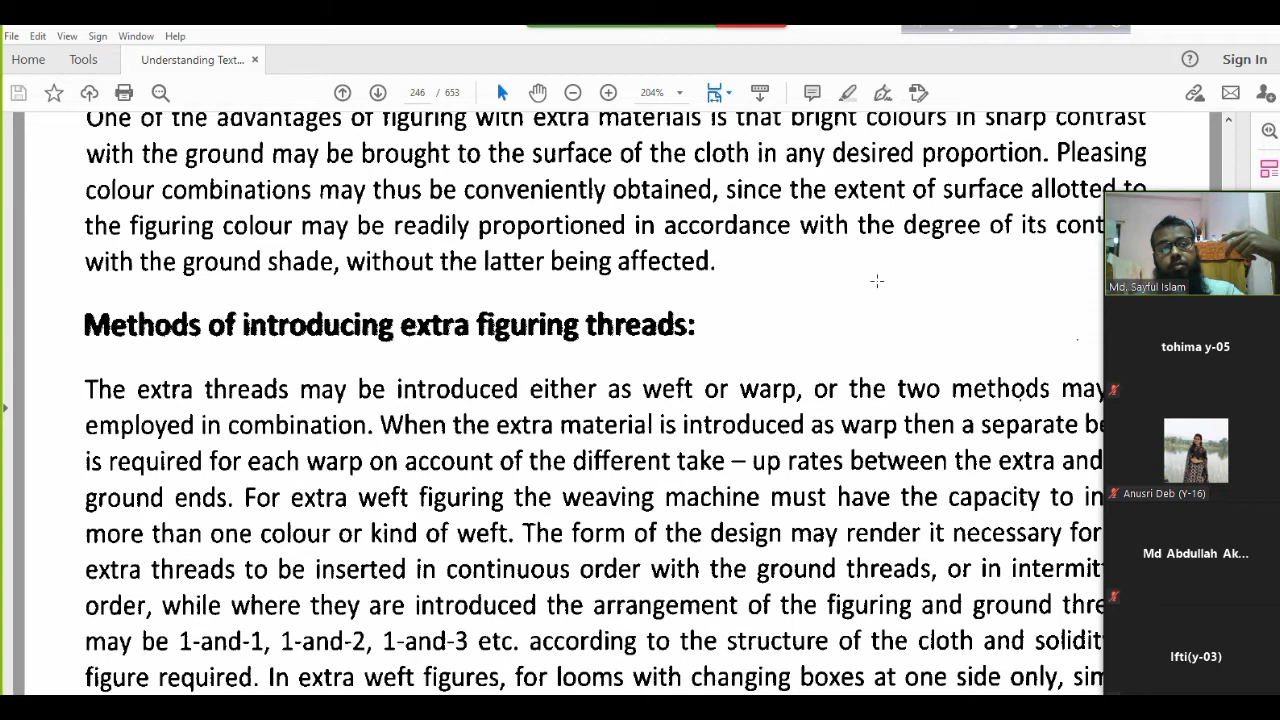 File Edit View Sign Window Help
Home Tools Understanding Text... × ? Sign In
246 / 653 204%
One of the advantages of figuring with extra materials is that bright colours in sharp contrast
with the ground may be brought to the surface of the cloth in any desired proportion. Pleasing
colour combinations may thus be conveniently obtained, since the extent of surface allotted to
the figuring colour may be readily proportioned in accordance with the degree of its cont
with the ground shade, without the latter being affected.
Md. Sayful Islam
Methods of introducing extra figuring threads:
tohima y-05
The extra threads may be introduced either as weft or warp, or the two methods may
employed in combination. When the extra material is introduced as warp then a separate be
is required for each warp on account of the different take – up rates between the extra and
ground ends. For extra weft figuring the weaving machine must have the capacity to in
Anusri Deb (Y-16)
more than one colour or kind of weft. The form of the design may render it necessary for
Md Abdullah Ak...
extra threads to be inserted in continuous order with the ground threads, or in intermit
order, while where they are introduced the arrangement of the figuring and ground thre
may be 1-and-1, 1-and-2, 1-and-3 etc. according to the structure of the cloth and solidit
Ifti(y-03)
figure required. In extra weft figures, for looms with changing boxes at one side only, sim